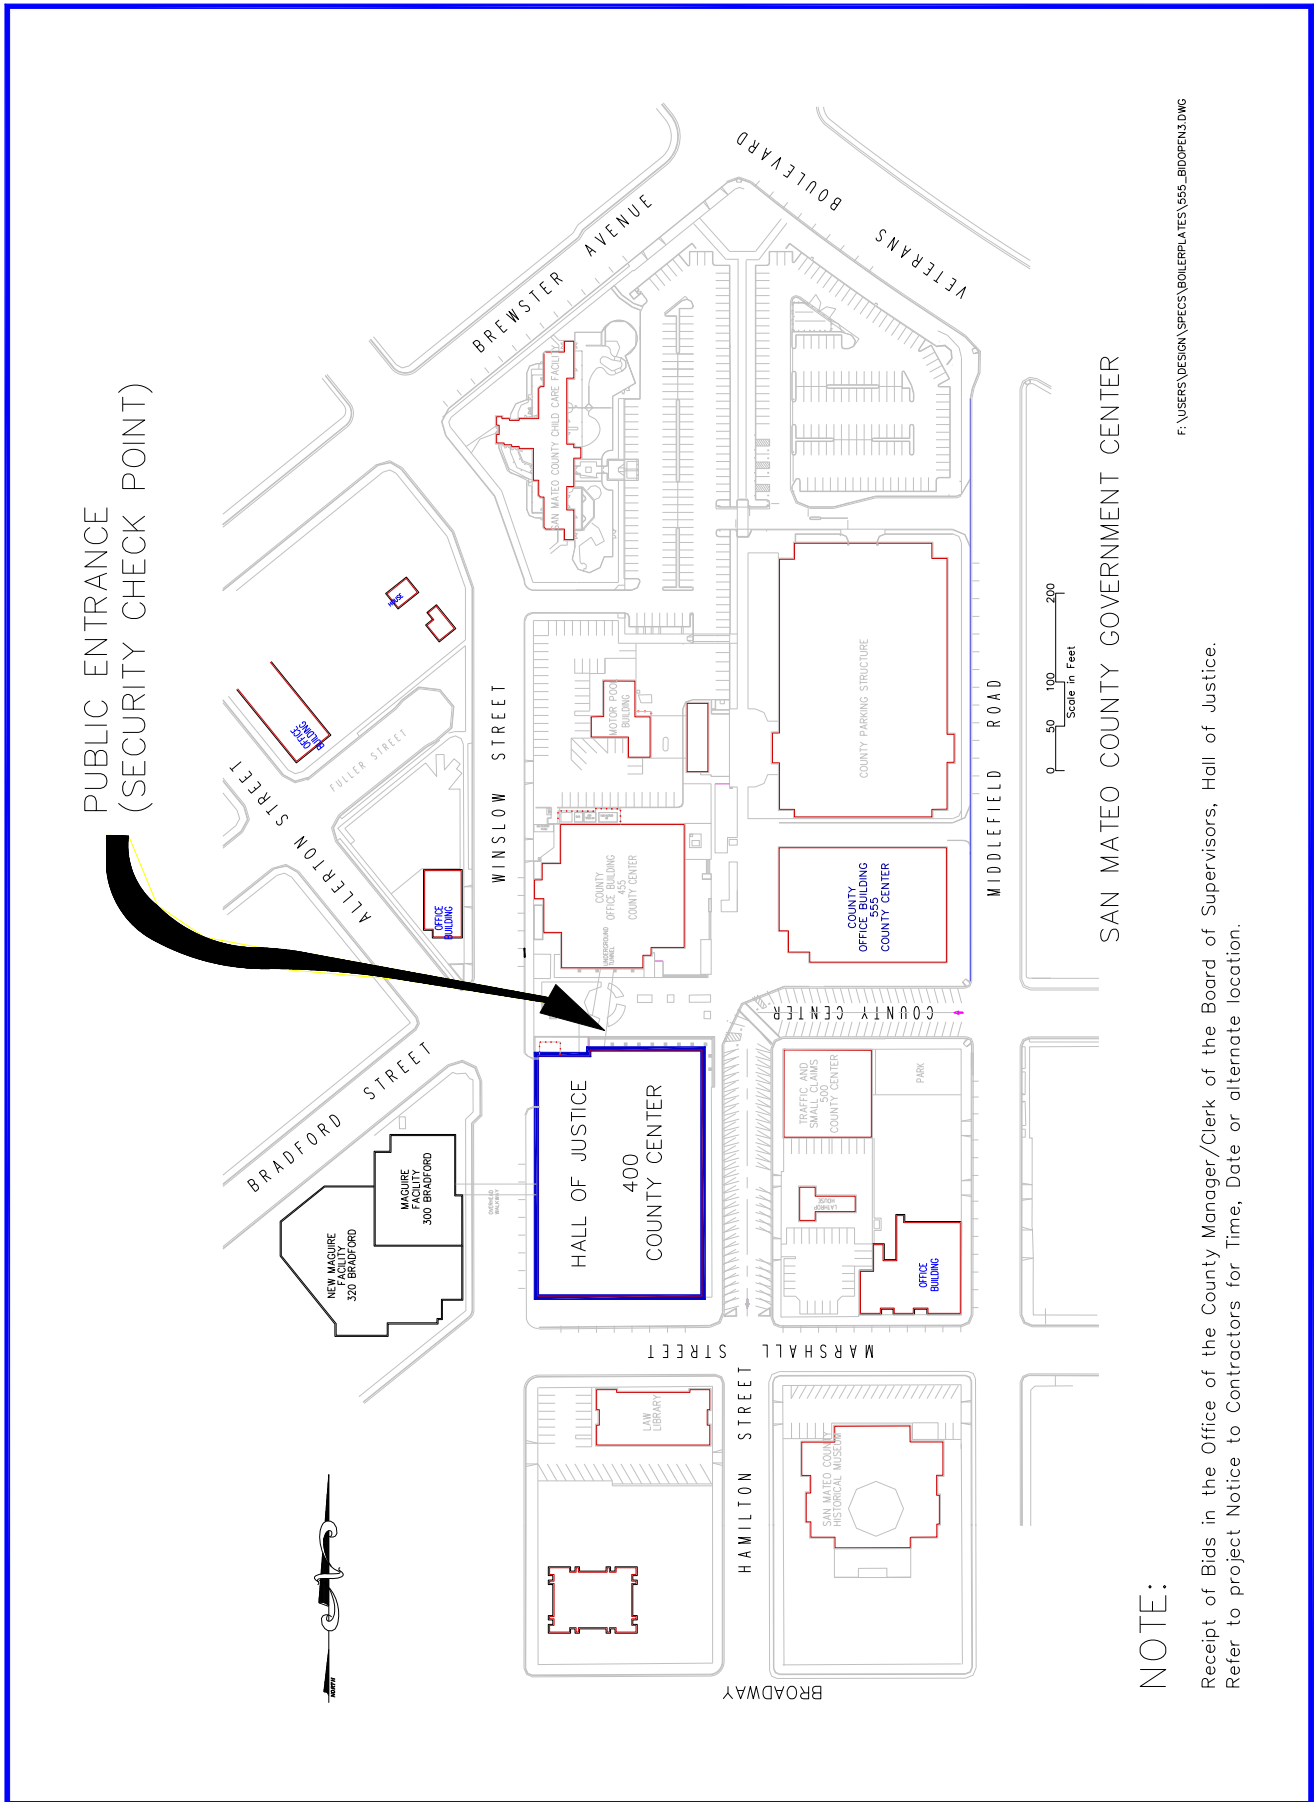 PUBLIC ENTRANCE
(SECURITY CHECK POINT)
BREWSTER AVENUE
VETERANS BOULEVARD
SAN MATEO COUNTY CHILD CARE FACILITY
HOUSE
OFFICE
BUILDING
FULLER STREET
ALLERTON STREET
WINSLOW STREET
OFFICE
BUILDING
MOTOR POOL
BUILDING
COUNTY PARKING STRUCTURE
MIDDLEFIELD ROAD
COUNTY
OFFICE BUILDING
455
COUNTY CENTER
UNDERGROUND
TUNNEL
COUNTY
OFFICE BUILDING
555
COUNTY CENTER
COUNTY CENTER
BRADFORD STREET
MAGUIRE
FACILITY
300 BRADFORD
NEW MAGUIRE
FACILITY
320 BRADFORD
OVERHEAD
WALKWAY
HALL OF JUSTICE
400
COUNTY CENTER
TRAFFIC AND
SMALL CLAIMS
500
COUNTY CENTER
PARK
LATHROP
HOUSE
OFFICE
BUILDING
MARSHALL STREET
LAW
LIBRARY
HAMILTON STREET
SAN MATEO COUNTY
HISTORICAL MUSEUM
BROADWAY
NORTH
0 50 100 200
Scale in Feet
SAN MATEO COUNTY GOVERNMENT CENTER
F:\USERS\DESIGN\SPECS\BOILERPLATES\555_BIDOPEN3.DWG
NOTE:
Receipt of Bids in the Office of the County Manager/Clerk of the Board of Supervisors, Hall of Justice.
Refer to project Notice to Contractors for Time, Date or alternate location.